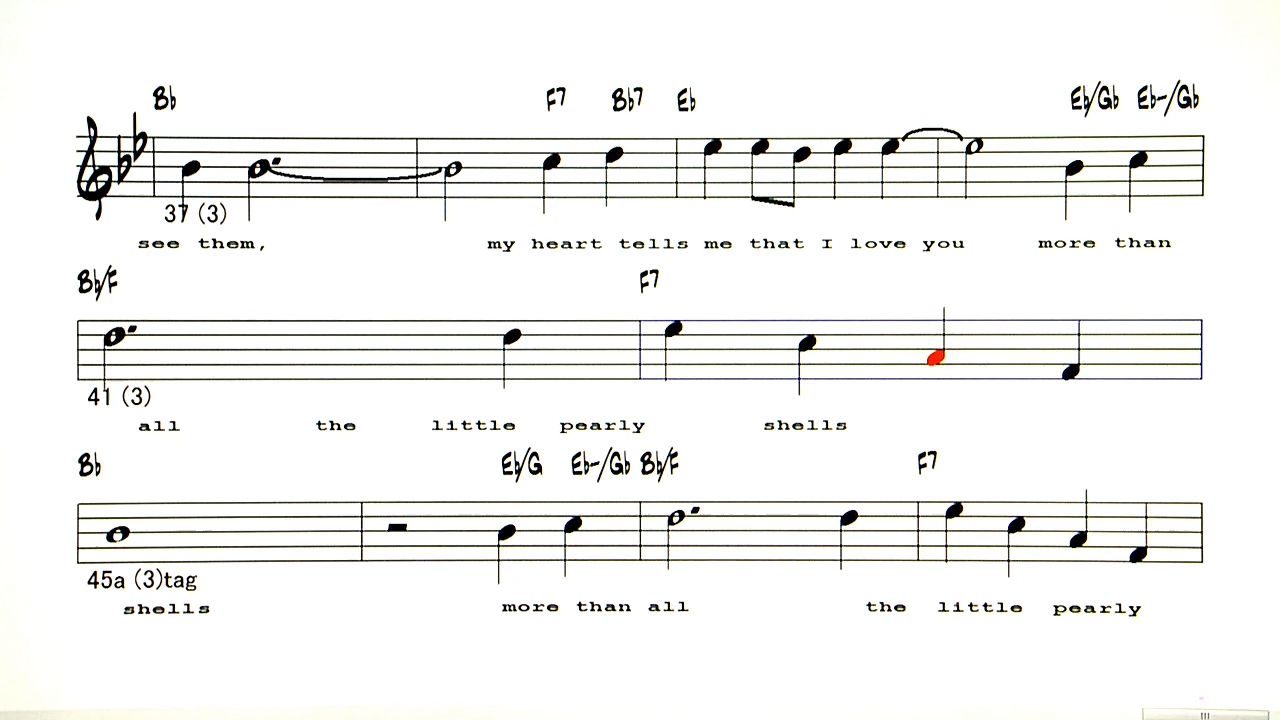 Bb F7 Bb7 Eb Eb/Gb Eb-/Gb
37 (3)
see them, my heart tells me that I love you more than
Bb/F F7
41 (3)
all the little pearly shells
Bb Eb/G Eb-/Gb Bb/F F7
45a (3)tag
shells more than all the little pearly